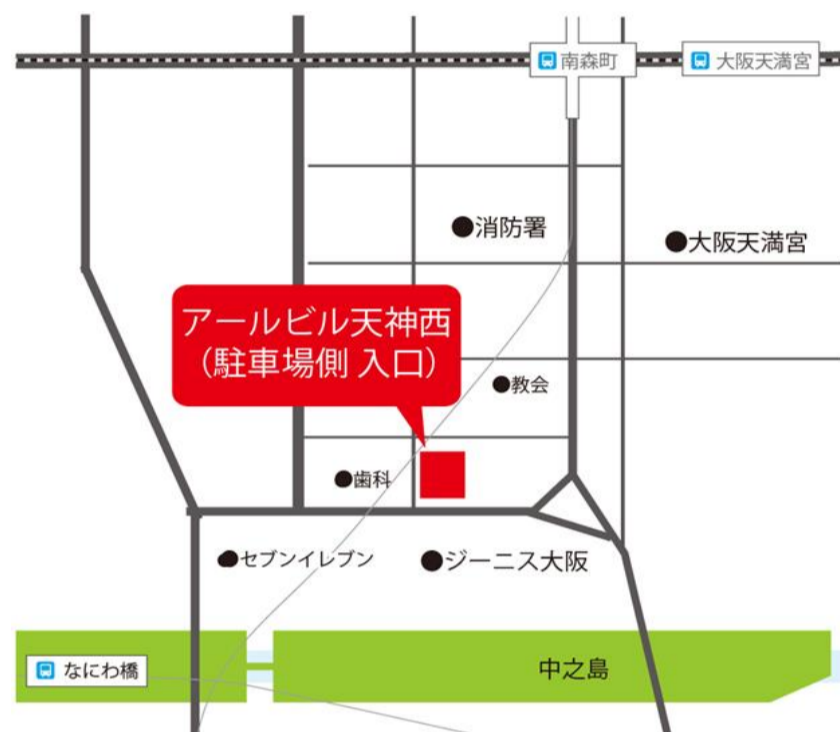 南森町
大阪天満宮
消防署
大阪天満宮
アールビル天神西
（駐車場側 入口）
教会
歯科
セブンイレブン
ジーニス大阪
なにわ橋
中之島